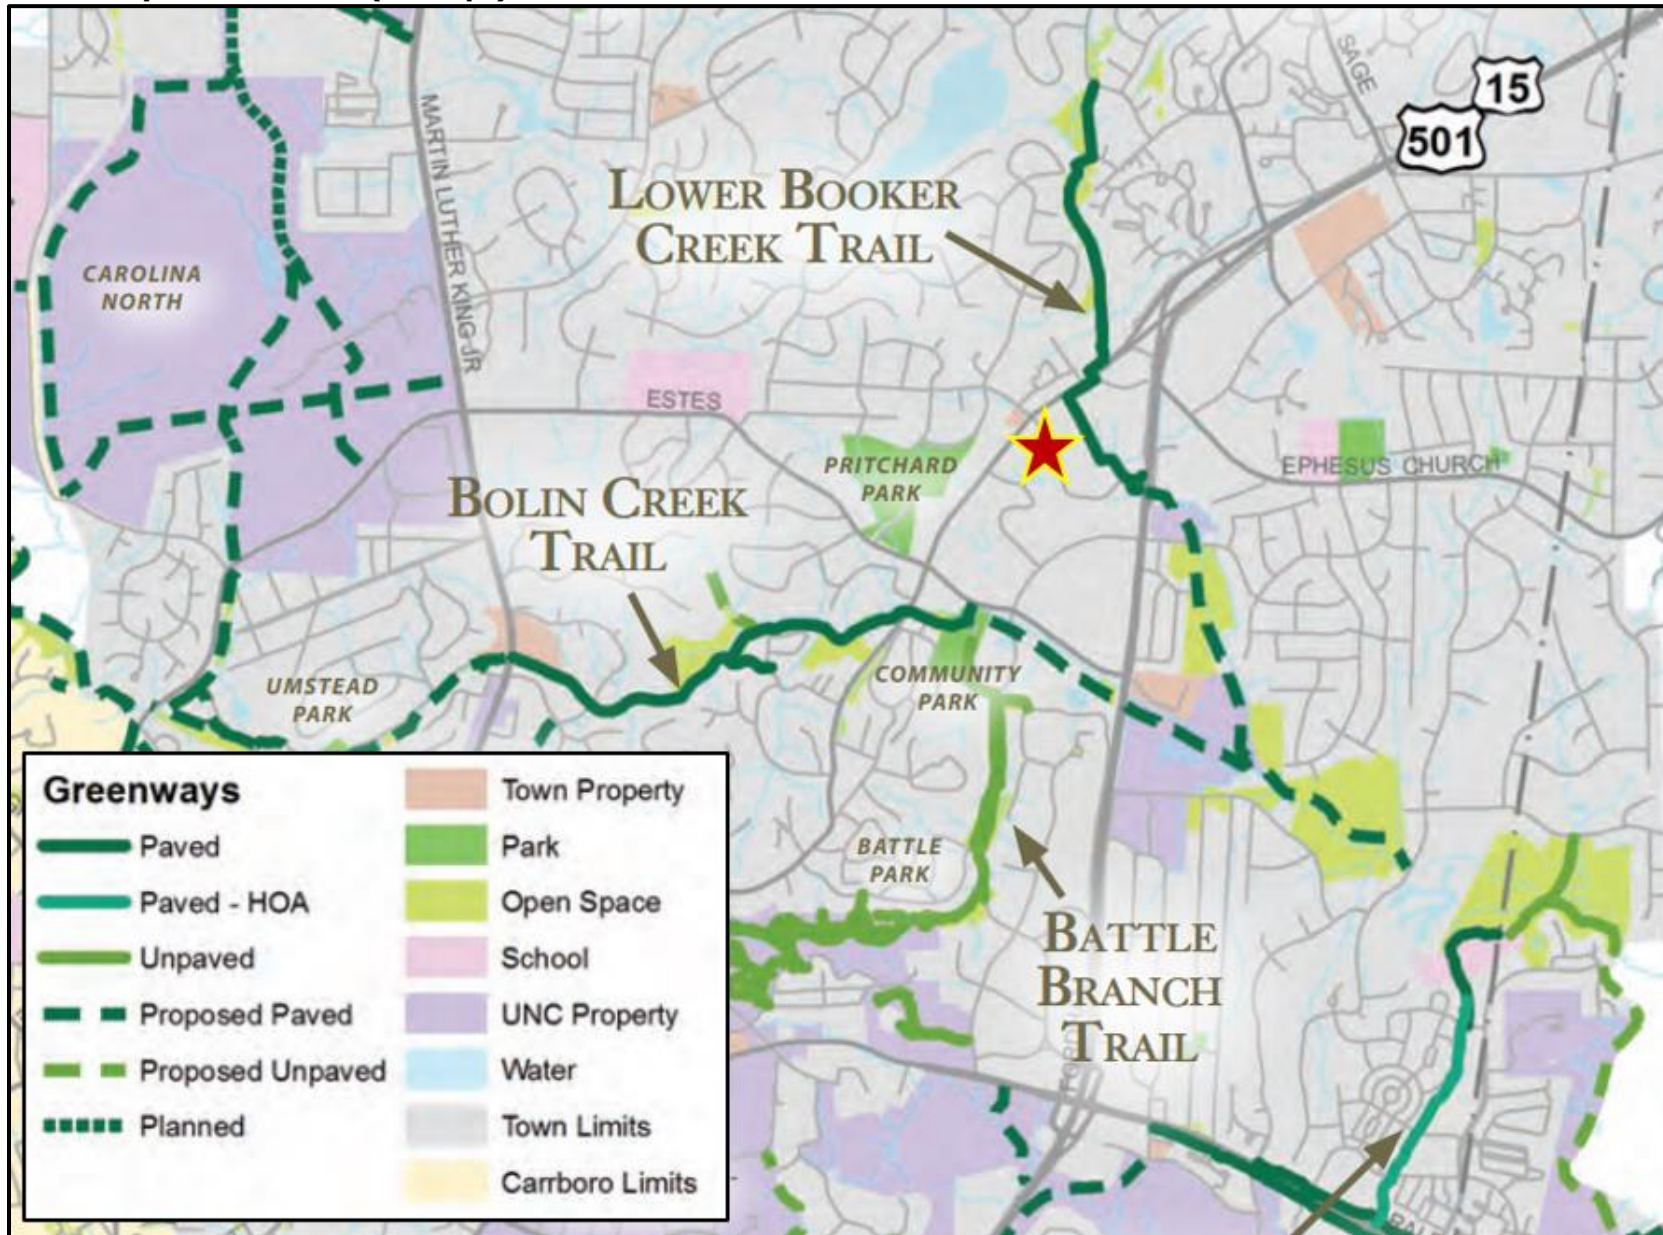 SAGE
15
501
MARTIN LUTHER KING JR
LOWER BOOKER
CREEK TRAIL
CAROLINA
NORTH
ESTES
PRITCHARD
PARK
EPHESUS CHURCH
BOLIN CREEK
TRAIL
COMMUNITY
PARK
UMSTEAD
PARK
BATTLE
PARK
BATTLE
BRANCH
TRAIL
Greenways
Paved
Paved - HOA
Unpaved
Proposed Paved
Proposed Unpaved
Planned
Town Property
Park
Open Space
School
UNC Property
Water
Town Limits
Carrboro Limits